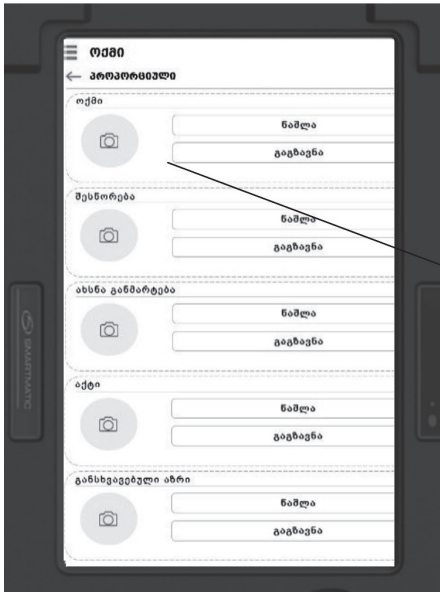 ოქმი
პროპორციული
ოქმი
წაშლა
გაგზავნა
შესწორება
წაშლა
გაგზავნა
ახსნა განმარტება
წაშლა
გაგზავნა
აქტი
წაშლა
გაგზავნა
განსხვავებული აზრი
წაშლა
გაგზავნა
SMARTMATIC